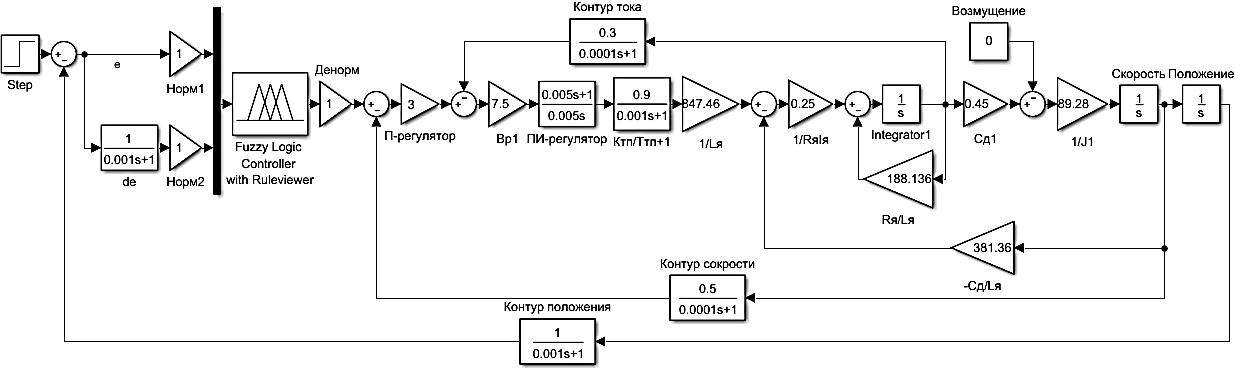 Контур тока
0.3
0.0001s+1
Возмущение
0
Step
+
−
e
1
Норм1
1
0.001s+1
de
1
Норм2
Fuzzy Logic
Controller
with Ruleviewer
Денорм
1
+
−
3
П-регулятор
+
−
7.5
Вр1
0.005s+1
0.005s
ПИ-регулятор
0.9
0.001s+1
Ктп/Ттп+1
847.46
1/Lя
+
−
0.25
1/RяIя
+
−
1
s
Integrator1
188.136
Rя/Lя
0.45
Сд1
+
−
89.28
1/J1
Скорость
1
s
Положение
1
s
381.36
-Сд/Lя
Контур сокрости
0.5
0.0001s+1
Контур положения
1
0.001s+1